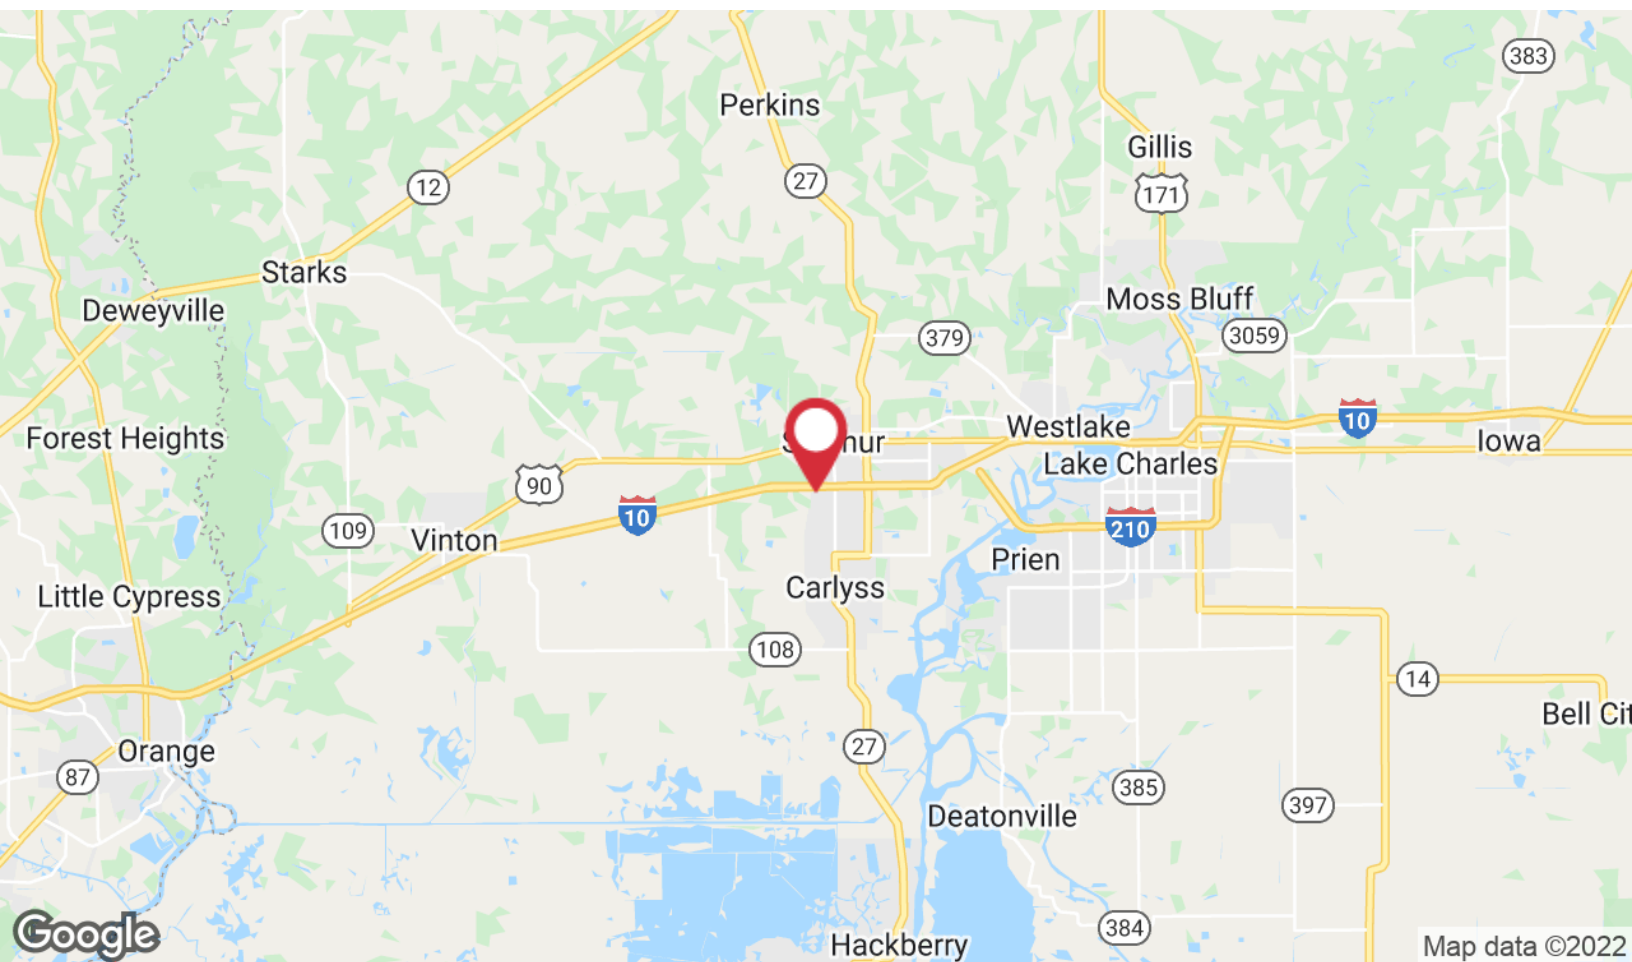 383
Perkins
Gillis
27
12
171
Starks
Moss Bluff
Deweyville
3059
379
10
Westlake
Forest Heights
Iowa
Lake Charles
90
10
109
210
Vinton
Prien
Carlyss
Little Cypress
108
14
Bell Cit
27
Orange
87
385
397
Deatonville
384
Google
Hackberry
Map data ©2022